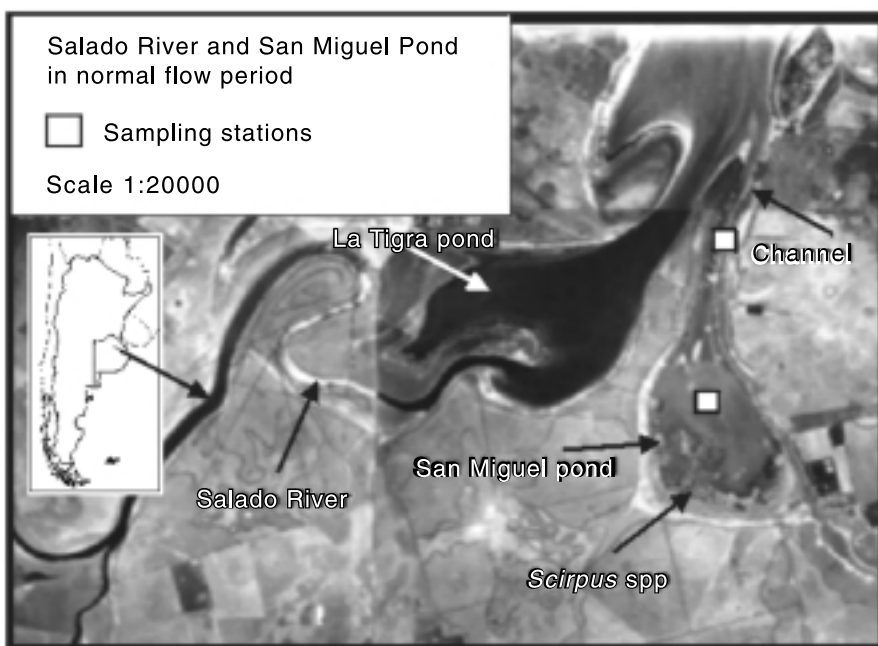 Salado River and San Miguel Pond
in normal flow period
Sampling stations
Scale 1:20000
La Tigra pond
Channel
San Miguel pond
Salado River
Scirpus spp